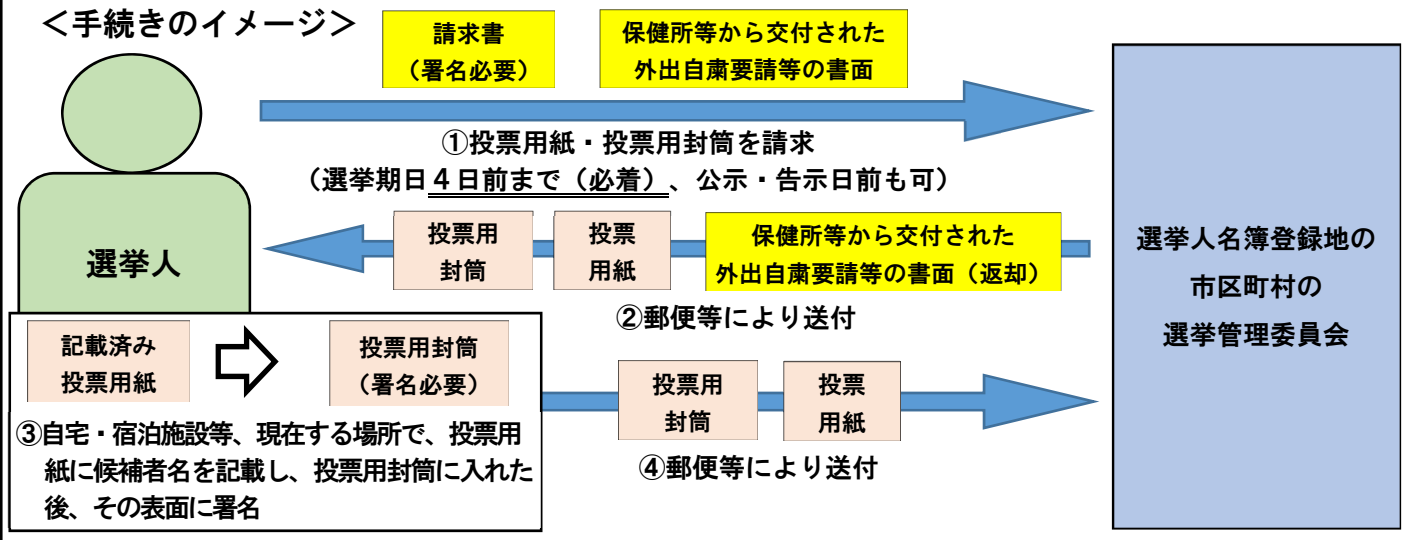 ＜手続きのイメージ＞
請求書
（署名必要）
保健所等から交付された
外出自粛要請等の書面
①投票用紙・投票用封筒を請求
（選挙期日４日前まで（必着）、公示・告示日前も可）
選挙人
投票用
封筒
投票
用紙
保健所等から交付された
外出自粛要請等の書面（返却）
②郵便等により送付
選挙人名簿登録地の
市区町村の
選挙管理委員会
記載済み
投票用紙
投票用封筒
（署名必要）
③自宅・宿泊施設等、現在する場所で、投票用
紙に候補者名を記載し、投票用封筒に入れた
後、その表面に署名
投票用
封筒
投票
用紙
④郵便等により送付